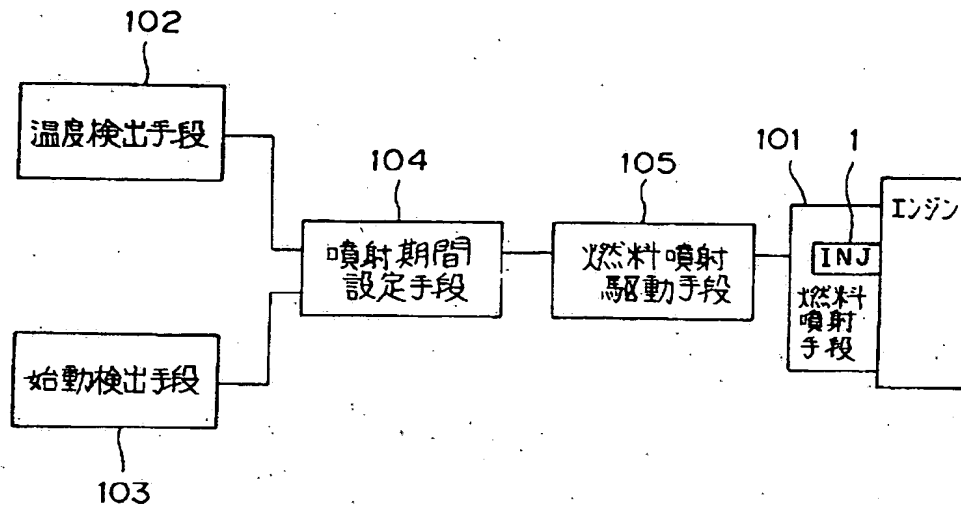 102
温度検出手段
104
噴射期間
設定手段
105
燃料噴射
駆動手段
101
1
エンジン
INJ
燃料
噴射
手段
始動検出手段
103